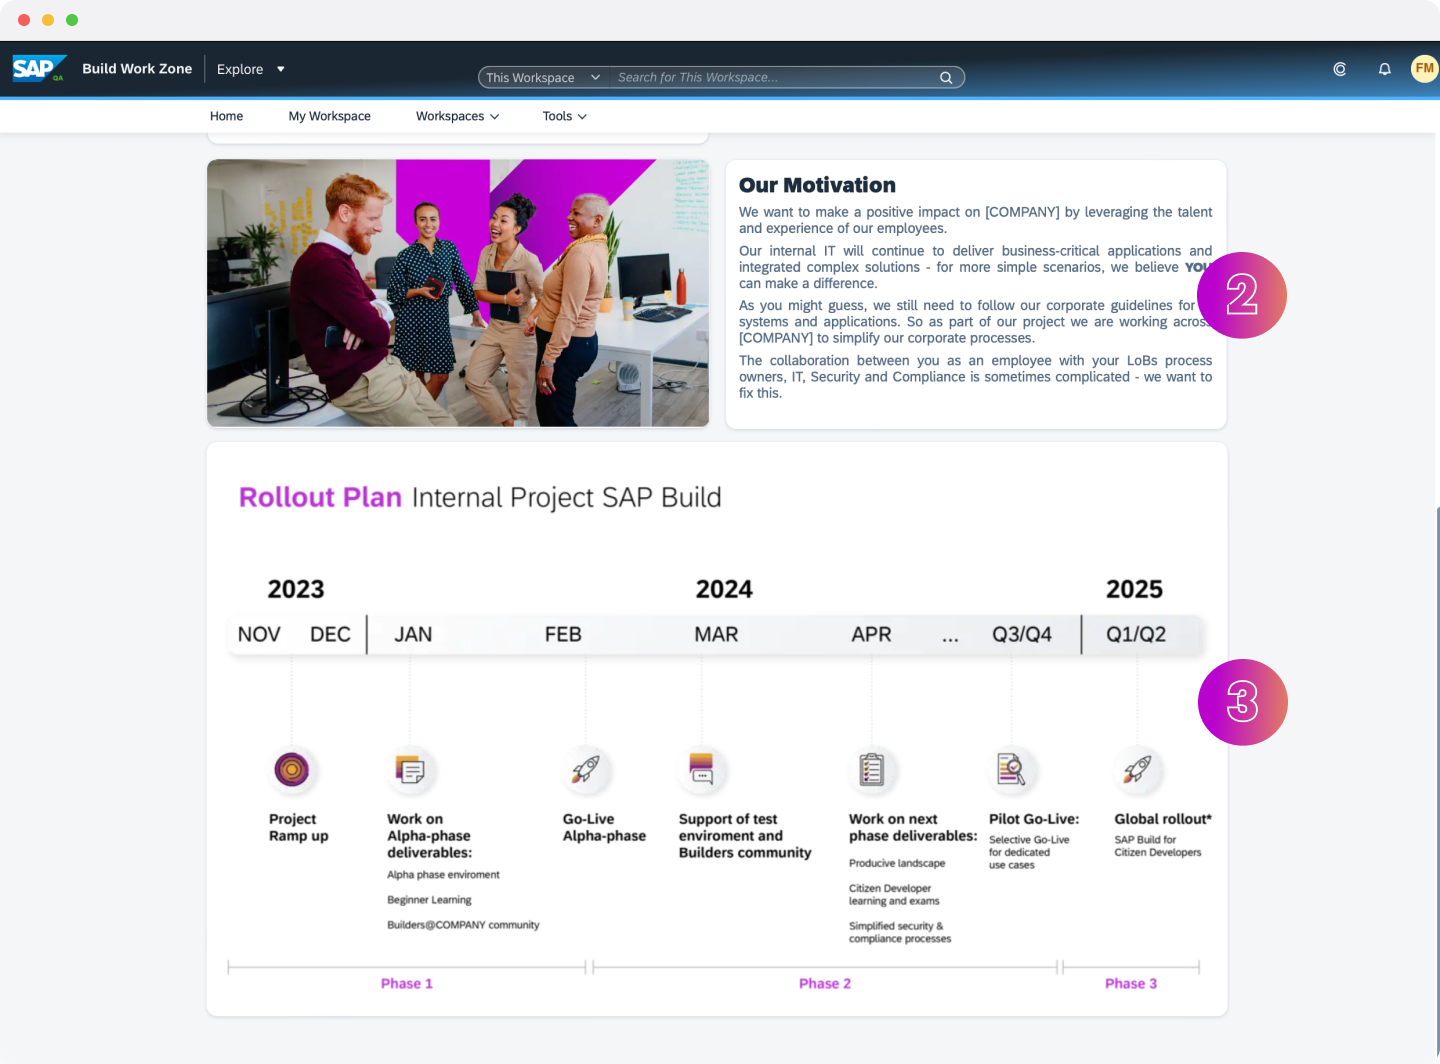 SAP QA
Build Work Zone
Explore
This Workspace
Search for This Workspace...
FM
Home
My Workspace
Workspaces
Tools
Our Motivation
We want to make a positive impact on [COMPANY] by leveraging the talent
and experience of our employees.
Our internal IT will continue to deliver business-critical applications and
integrated complex solutions - for more simple scenarios, we believe YOU
can make a difference.
As you might guess, we still need to follow our corporate guidelines for
systems and applications. So as part of our project we are working across
[COMPANY] to simplify our corporate processes.
The collaboration between you as an employee with your LoBs process
owners, IT, Security and Compliance is sometimes complicated - we want to
fix this.
2
Rollout Plan Internal Project SAP Build
2023
2024
2025
NOV DEC JAN FEB MAR APR ... Q3/Q4 Q1/Q2
3
Project
Ramp up
Work on
Alpha-phase
deliverables:
Alpha phase enviroment
Beginner Learning
Builders@COMPANY community
Go-Live
Alpha-phase
Support of test
enviroment and
Builders community
Work on next
phase deliverables:
Producive landscape
Citizen Developer
learning and exams
Simplified security &
compliance processes
Pilot Go-Live:
Selective Go-Live
for dedicated
use cases
Global rollout*
SAP Build for
Citizen Developers
Phase 1
Phase 2
Phase 3